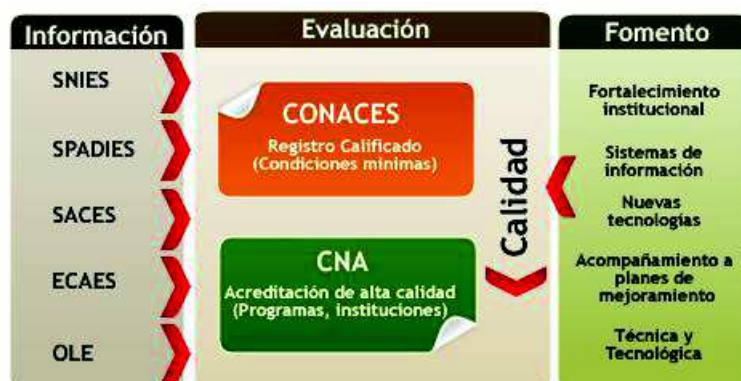 Información
SNIES
SPADIES
SACES
ECAES
OLE
Evaluación
CONACES
Registro Calificado
(Condiciones minimas)
CNA
Acreditación de alta calidad
(Programas, instituciones)
Calidad
Fomento
Fortalecimiento
institucional
Sistemas de
información
Nuevas
tecnologías
Acompañamiento a
planes de
mejoramiento
Técnica y
Tecnológica